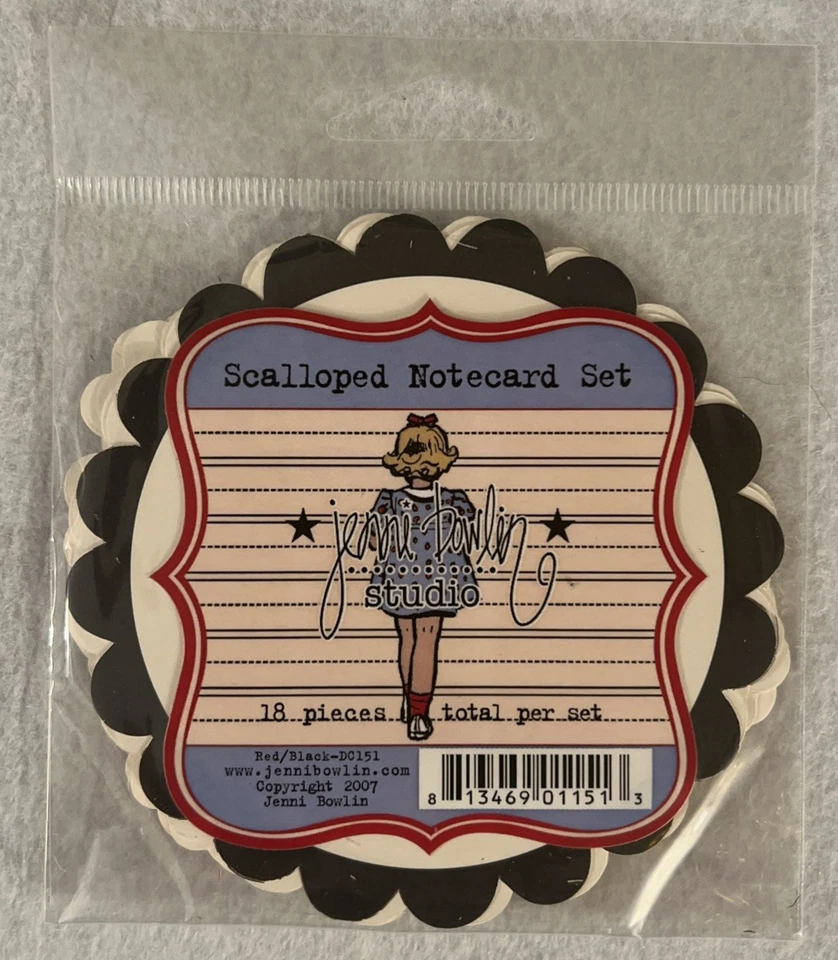 Scalloped Notecard Set
jenni bowlin
studio
18 pieces total per set
Red/Black-DC151
www.jennibowlin.com
Copyright 2007
Jenni Bowlin
8 13469 01151 3